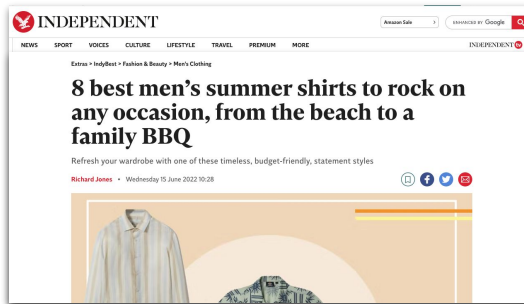 INDEPENDENT
Amazon Sale >
ENHANCED BY Google
NEWS SPORT VOICES CULTURE LIFESTYLE TRAVEL PREMIUM MORE
INDEPENDENT TV
Extras > IndyBest > Fashion & Beauty > Men's Clothing
8 best men's summer shirts to rock on
any occasion, from the beach to a
family BBQ
Refresh your wardrobe with one of these timeless, budget-friendly, statement styles
Richard Jones • Wednesday 15 June 2022 10:28